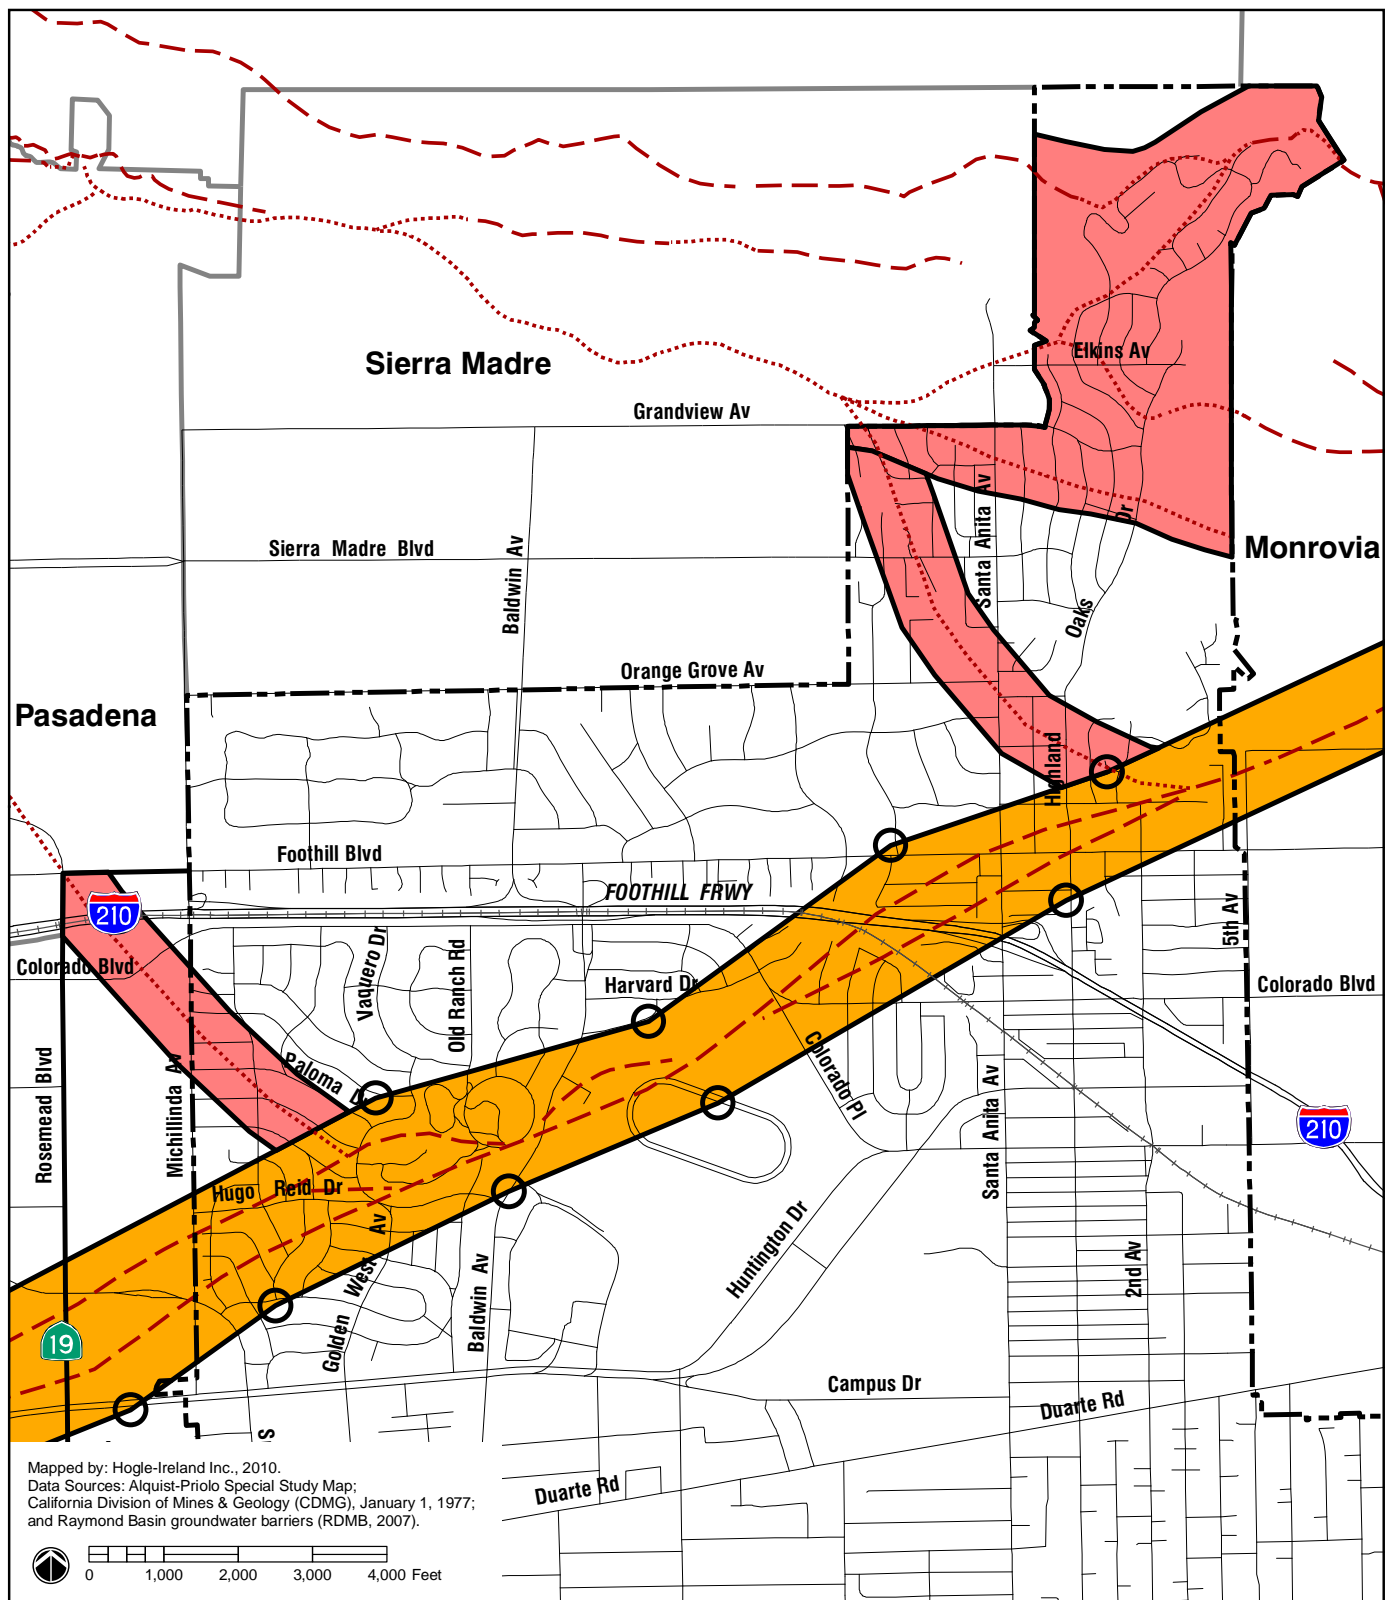 Sierra Madre
Elkins Av
Grandview Av
Sierra Madre Blvd
Baldwin Av
Santa Anita Av
Dr
Oaks
Monrovia
Orange Grove Av
Pasadena
Highland
Foothill Blvd
FOOTHILL FRWY
210
5th Av
Colorado Blvd
Vaquero Dr
Old Ranch Rd
Harvard Dr
Colorado Blvd
Rosemead Blvd
Michillinda Av
Paloma Dr
Colorado Pl
Santa Anita Av
210
Hugo Reid Dr
Golden West Av
Baldwin Av
Huntington Dr
2nd Av
19
Campus Dr
Duarte Rd
S
Duarte Rd
Mapped by: Hogle-Ireland Inc., 2010.
Data Sources: Alquist-Priolo Special Study Map;
California Division of Mines & Geology (CDMG), January 1, 1977;
and Raymond Basin groundwater barriers (RDMB, 2007).
0 1,000 2,000 3,000 4,000 Feet